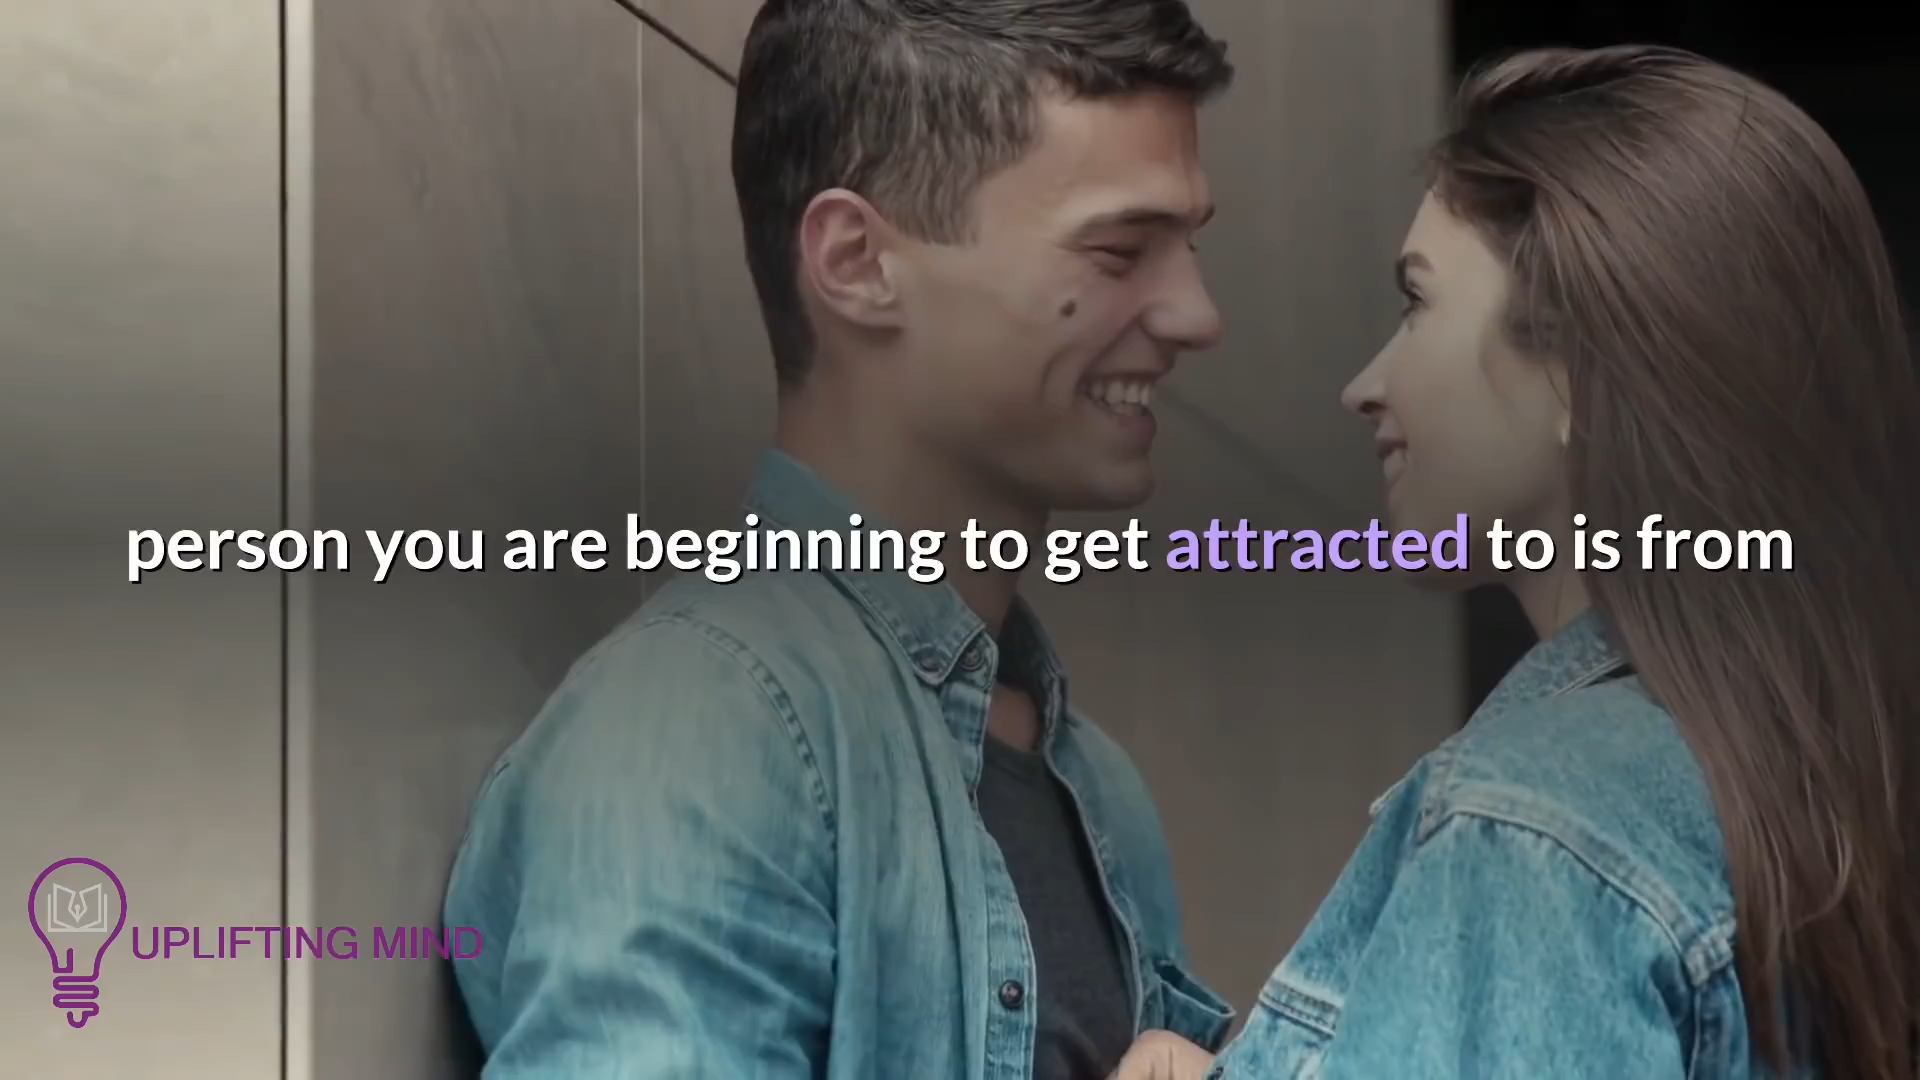 person you are beginning to get attracted to is from
UPLIFTING MIND